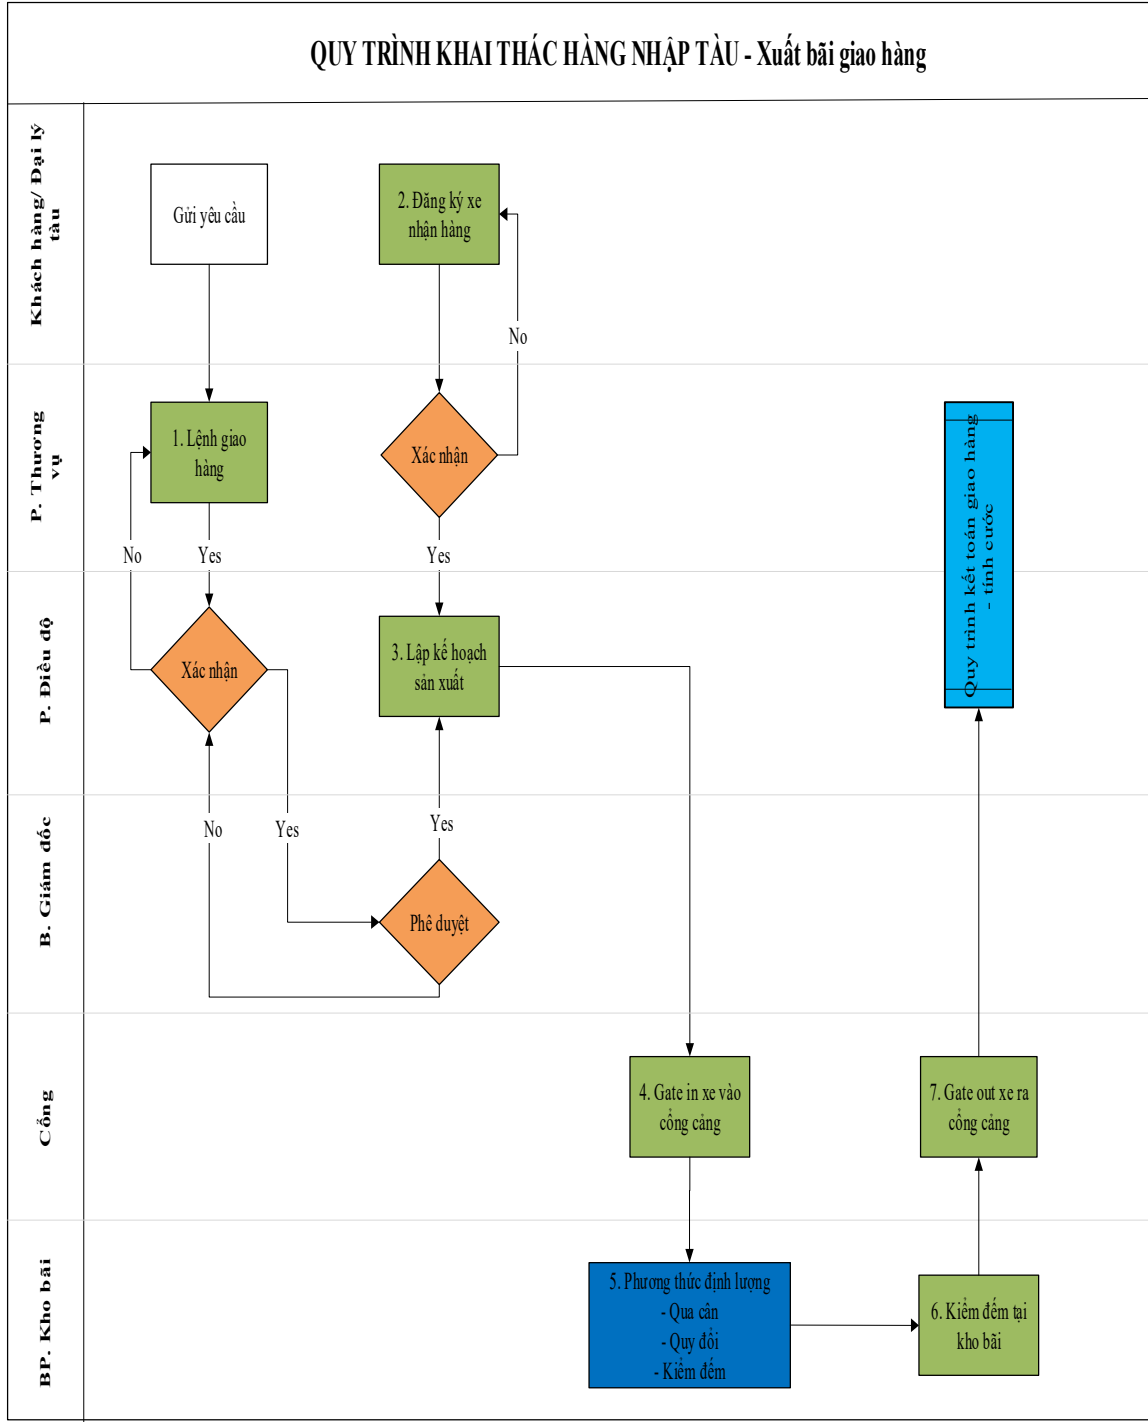 QUY TRÌNH KHAI THÁC HÀNG NHẬP TÀU - Xuất bãi giao hàng
Khách hàng/ Đại lý
tàu
Gửi yêu cầu
2. Đăng ký xe
nhận hàng
No
P. Thương
vụ
1. Lệnh giao
hàng
Xác nhận
Quy trình kết toán giao hàng
- tính cước
No
Yes
Yes
P. Điều độ
Xác nhận
3. Lập kế hoạch
sản xuất
B. Giám đốc
No
Yes
Yes
Phê duyệt
Cổng
4. Gate in xe vào
cổng cảng
7. Gate out xe ra
cổng cảng
BP. Kho bãi
5. Phương thức định lượng
- Qua cân
- Quy đổi
- Kiểm đếm
6. Kiểm đếm tại
kho bãi